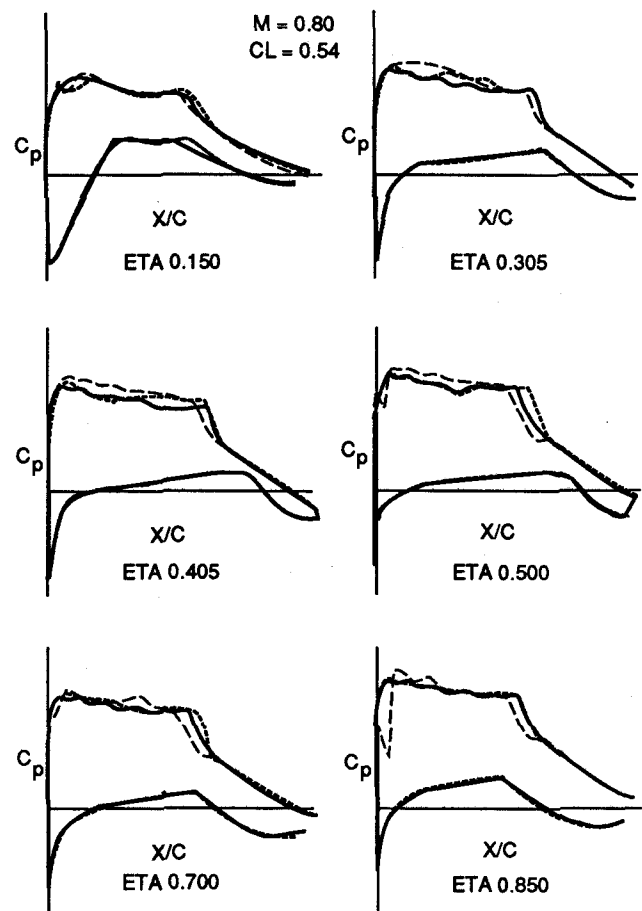 M = 0.80
CL = 0.54
Cp
X/C
ETA 0.150
Cp
X/C
ETA 0.305
Cp
X/C
ETA 0.405
Cp
X/C
ETA 0.500
Cp
X/C
ETA 0.700
Cp
X/C
ETA 0.850